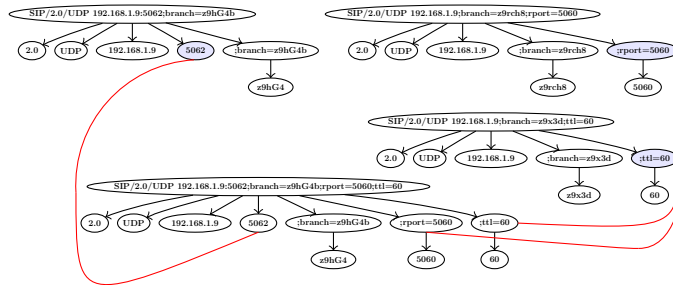 SIP/2.0/UDP 192.168.1.9:5062;branch=z9hG4b
2.0 UDP 192.168.1.9 5062 ;branch=z9hG4b
z9hG4
SIP/2.0/UDP 192.168.1.9;branch=z9rch8;rport=5060
2.0 UDP 192.168.1.9 ;branch=z9rch8 ;rport=5060
z9rch8 5060
SIP/2.0/UDP 192.168.1.9;branch=z9x3d;ttl=60
2.0 UDP 192.168.1.9 ;branch=z9x3d ;ttl=60
z9x3d 60
SIP/2.0/UDP 192.168.1.9:5062;branch=z9hG4b;rport=5060;ttl=60
2.0 UDP 192.168.1.9 5062 ;branch=z9hG4b ;rport=5060 ;ttl=60
z9hG4 5060 60